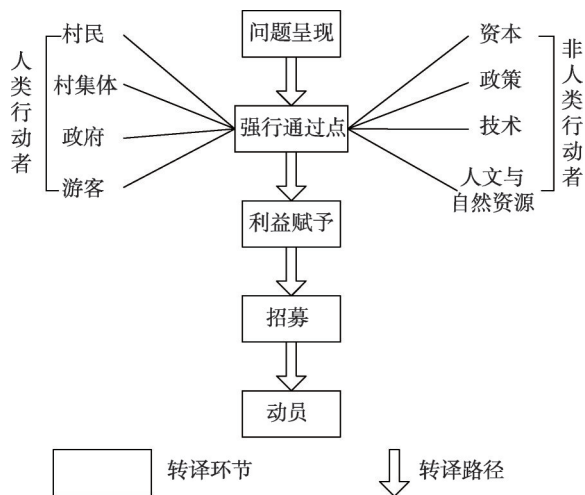 人类行动者
村民
村集体
政府
游客
问题呈现
强行通过点
利益赋予
招募
动员
资本
政策
技术
人文与
自然资源
非人类行动者
转译环节
转译路径